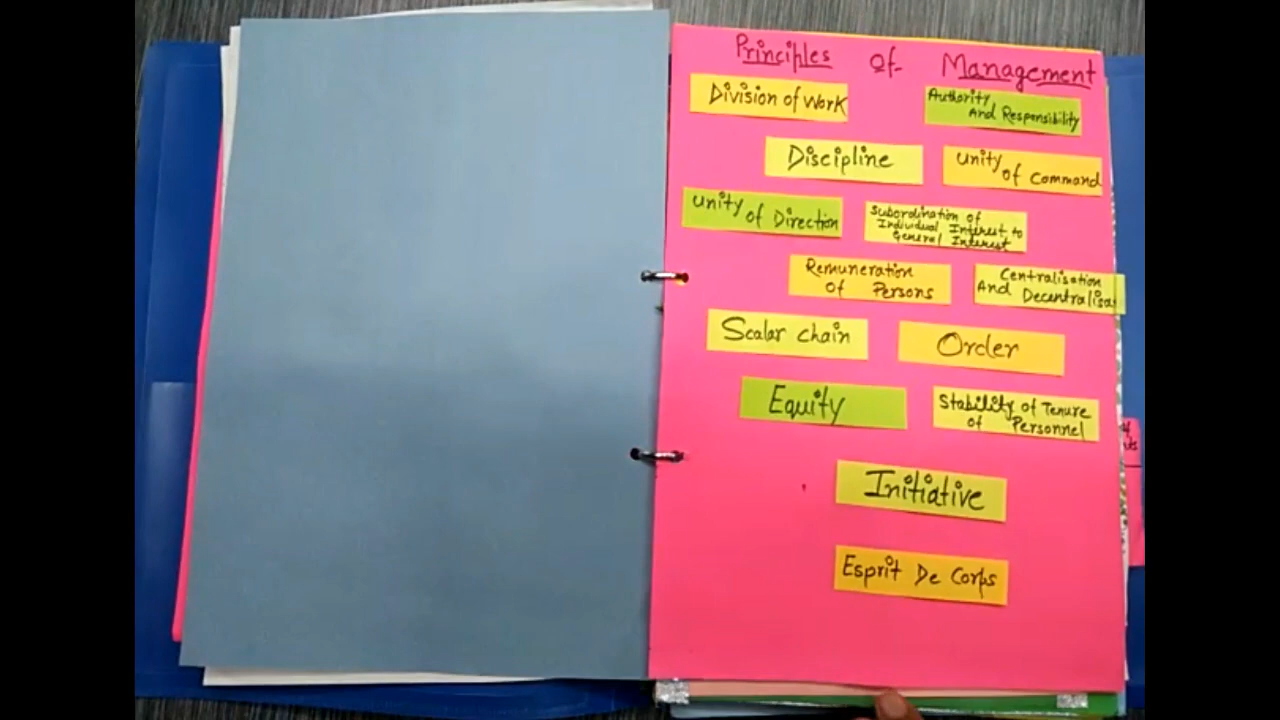 Principles Of Management
Division of Work
Authority
And Responsibility
Discipline
Unity
of Command
Unity
of Direction
Subordination of
Individual Interest to
General Interest
Remuneration
Of Persons
Centralisation
And Decentralisa
Scalar chain
Order
Equity
Stability of Tenure
of Personnel
Initiative
Esprit De Corps